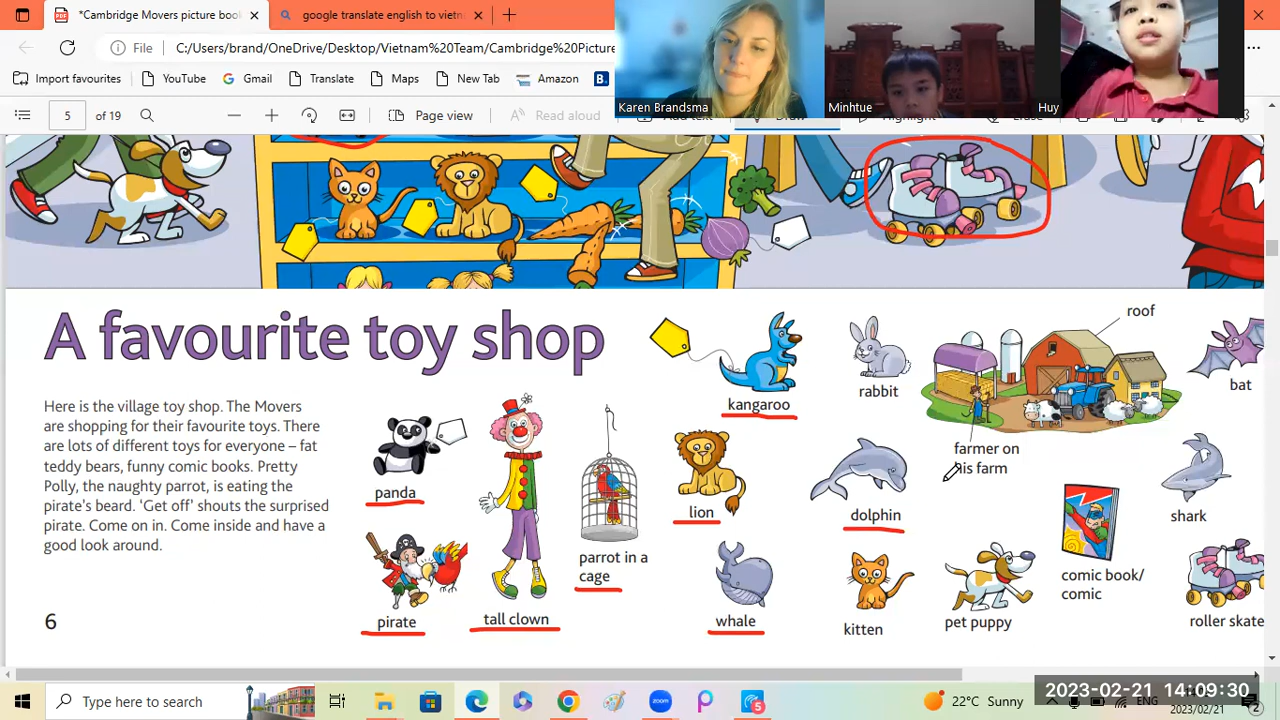 *Cambridge Movers picture boo
google translate english to vietn
File
C:/Users/brand/OneDrive/Desktop/Vietnam%20Team/Cambridge%20Picture
Import favourites
YouTube
Gmail
Translate
Maps
New Tab
Amazon
B.
Karen Brandsma
Minhtue
Huy
5
of 19
Page view
Read aloud
A favourite toy shop
Here is the village toy shop. The Movers
are shopping for their favourite toys. There
are lots of different toys for everyone – fat
teddy bears, funny comic books. Pretty
Polly, the naughty parrot, is eating the
pirate's beard. 'Get off' shouts the surprised
pirate. Come on in. Come inside and have a
good look around.
6
panda
pirate
tall clown
parrot in a
cage
kangaroo
lion
whale
rabbit
dolphin
kitten
roof
farmer on
his farm
pet puppy
comic book/
comic
bat
shark
roller skate
Type here to search
zoom
5
22°C Sunny
ENG
2023-02-21 14:09:30
2023/02/21
2